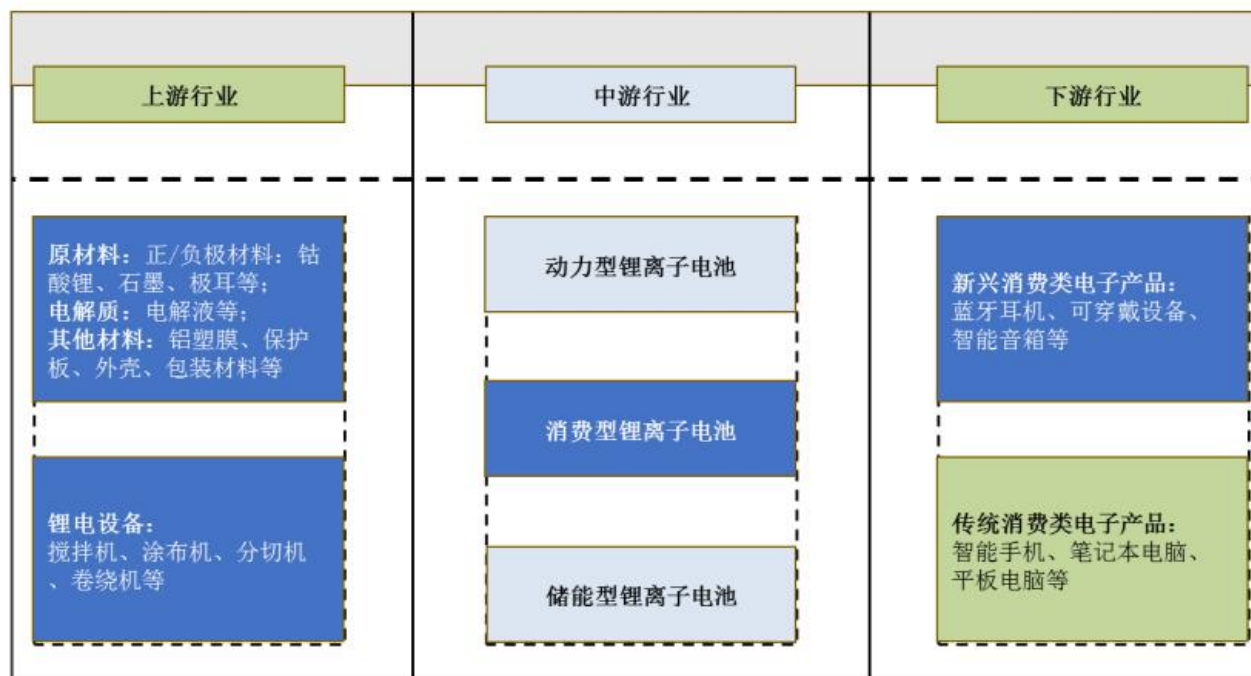 上游行业
中游行业
下游行业
原材料：正/负极材料：钴
酸锂、石墨、极耳等；
电解质：电解液等；
其他材料：铝塑膜、保护
板、外壳、包装材料等
锂电设备：
搅拌机、涂布机、分切机
、卷绕机等
动力型锂离子电池
消费型锂离子电池
储能型锂离子电池
新兴消费类电子产品：
蓝牙耳机、可穿戴设备、
智能音箱等
传统消费类电子产品：
智能手机、笔记本电脑、
平板电脑等